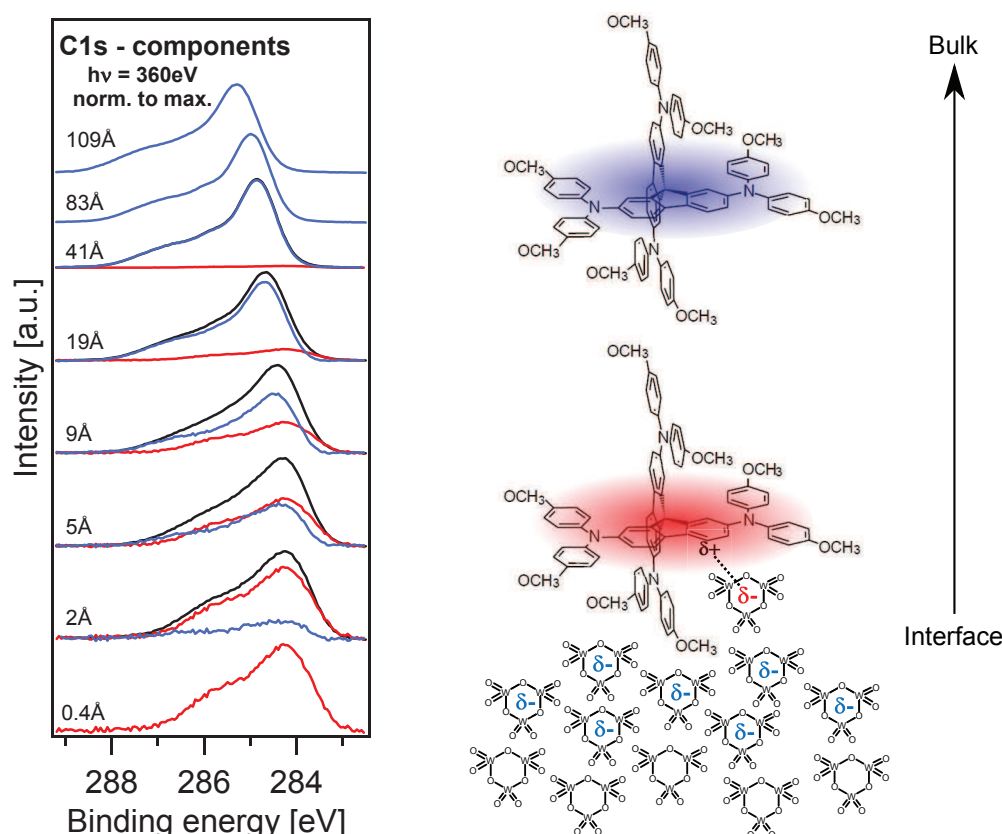 C1s - components
hν = 360eV
norm. to max.
109Å
83Å
41Å
19Å
9Å
5Å
2Å
0.4Å
Intensity [a.u.]
288
286
284
Binding energy [eV]
Bulk
Interface
OCH3
N
OCH3
OCH3
OCH3
N
N
OCH3
OCH3
N
OCH3
OCH3
OCH3
N
OCH3
OCH3
OCH3
N
N
OCH3
OCH3
N
OCH3
OCH3
δ+
δ-
δ-
δ-
δ-
δ-
δ-
δ-
δ-